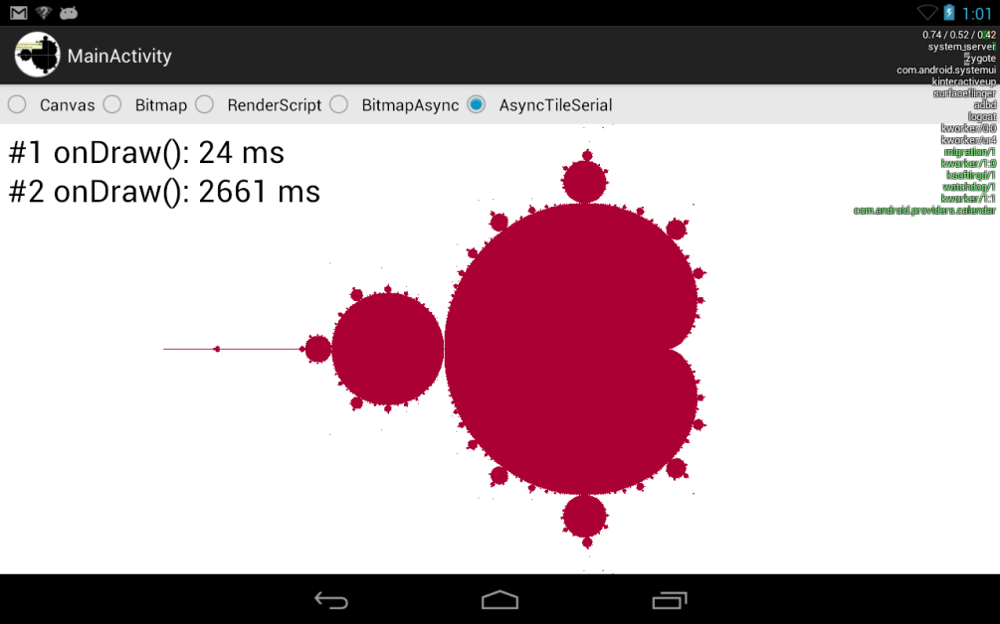 1:01
MainActivity
0.74 / 0.52 / 0.42
system_server
zygote
com.android.systemui
kinteractiveup
surfaceflinger
adbd
logcat
kworker/0:0
kworker/u:4
migration/1
kworker/1:0
ksoftirqd/1
watchdog/1
kworker/1:1
com.android.providers.calendar
Canvas Bitmap RenderScript BitmapAsync AsyncTileSerial
#1 onDraw(): 24 ms
#2 onDraw(): 2661 ms